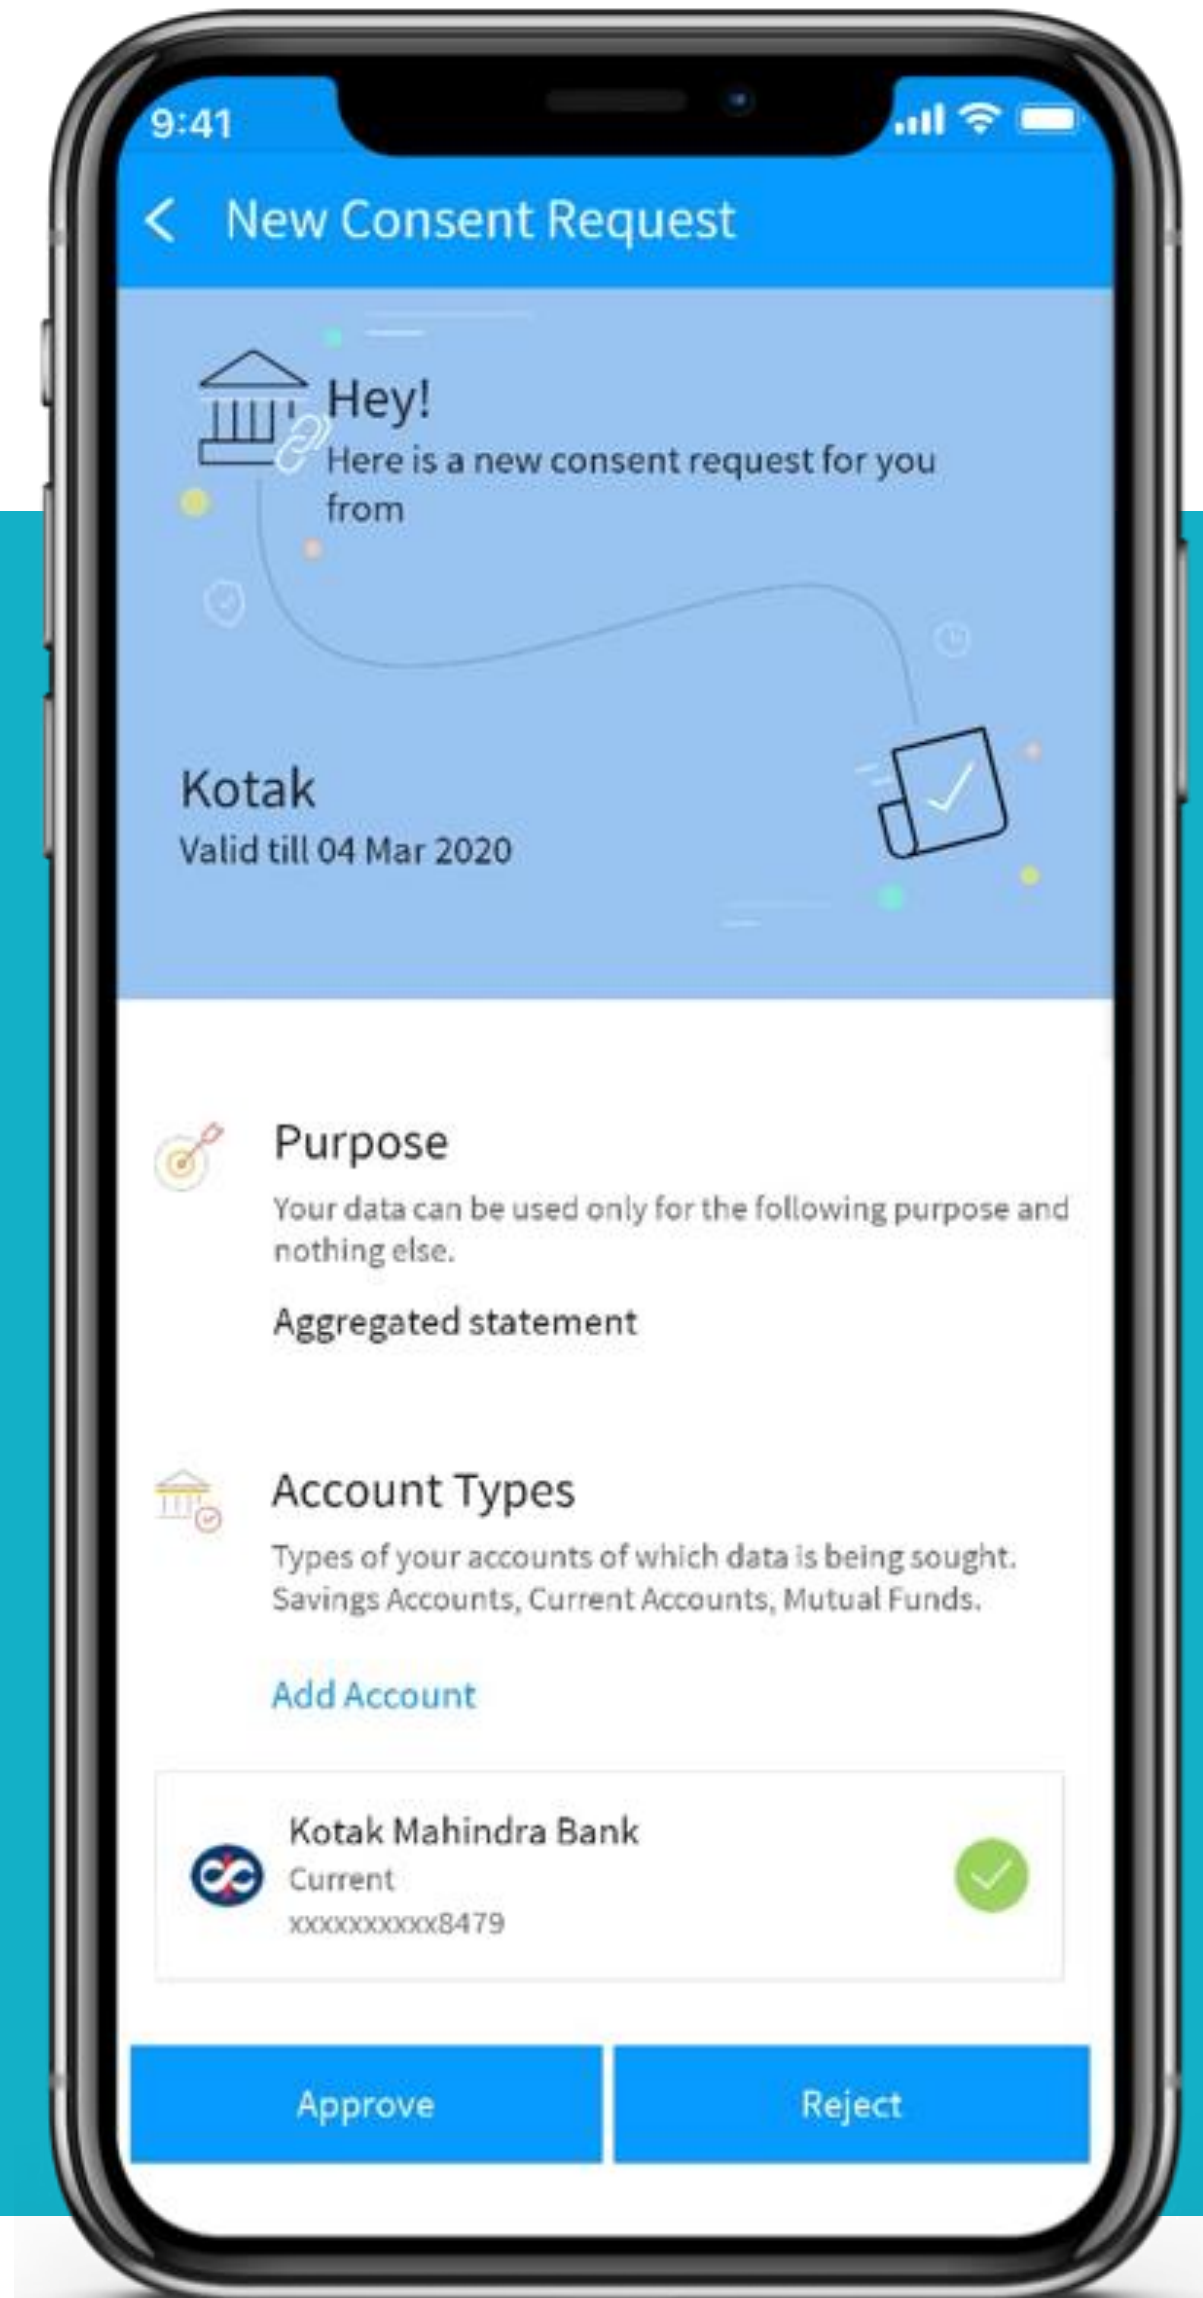 9:41
New Consent Request
Hey!
Here is a new consent request for you
from
Kotak
Valid till 04 Mar 2020
Purpose
Your data can be used only for the following purpose and
nothing else.
Aggregated statement
Account Types
Types of your accounts of which data is being sought.
Savings Accounts, Current Accounts, Mutual Funds.
Add Account
Kotak Mahindra Bank
Current
xxxxxxxxxx8479
Approve
Reject